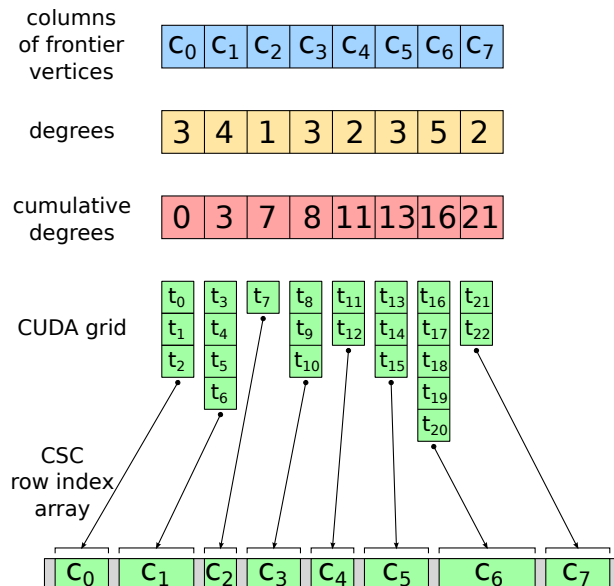 columns
of frontier
vertices
c₀ c₁ c₂ c₃ c₄ c₅ c₆ c₇
degrees
3 4 1 3 2 3 5 2
cumulative
degrees
0 3 7 8 11 13 16 21
CUDA grid
t₀ t₃ t₇ t₈ t₁₁ t₁₃ t₁₆ t₂₁
t₁ t₄ t₉ t₁₂ t₁₄ t₁₇ t₂₂
t₂ t₅ t₁₀ t₁₅ t₁₈
t₆ t₁₉
t₂₀
CSC
row index
array
c₀ c₁ c₂ c₃ c₄ c₅ c₆ c₇